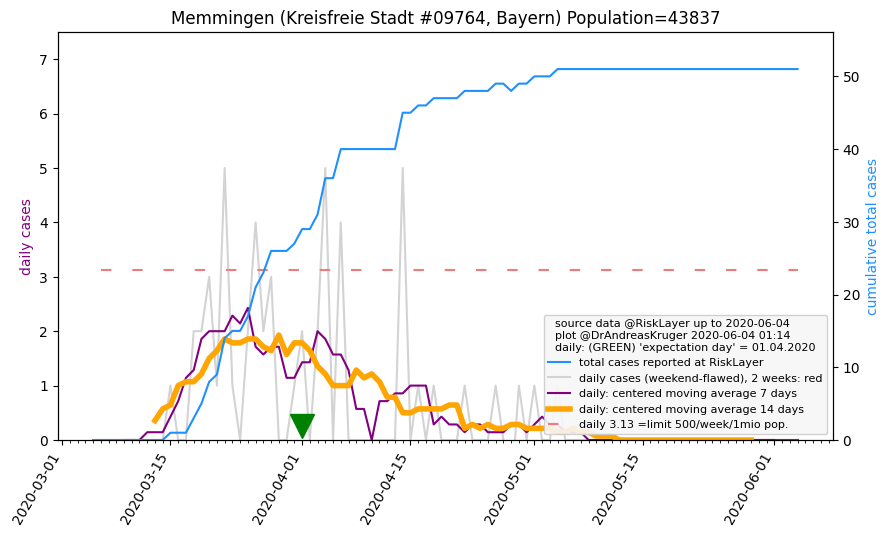 Memmingen (Kreisfreie Stadt #09764, Bayern) Population=43837
daily cases
7
6
5
4
3
2
1
0
50
40
30
20
10
0
cumulative total cases
source data @RiskLayer up to 2020-06-04
plot @DrAndreasKruger 2020-06-04 01:14
daily: (GREEN) 'expectation day' = 01.04.2020
total cases reported at RiskLayer
daily cases (weekend-flawed), 2 weeks: red
daily: centered moving average 7 days
daily: centered moving average 14 days
daily 3.13 =limit 500/week/1mio pop.
2020-03-01
2020-03-15
2020-04-01
2020-04-15
2020-05-01
2020-05-15
2020-06-01